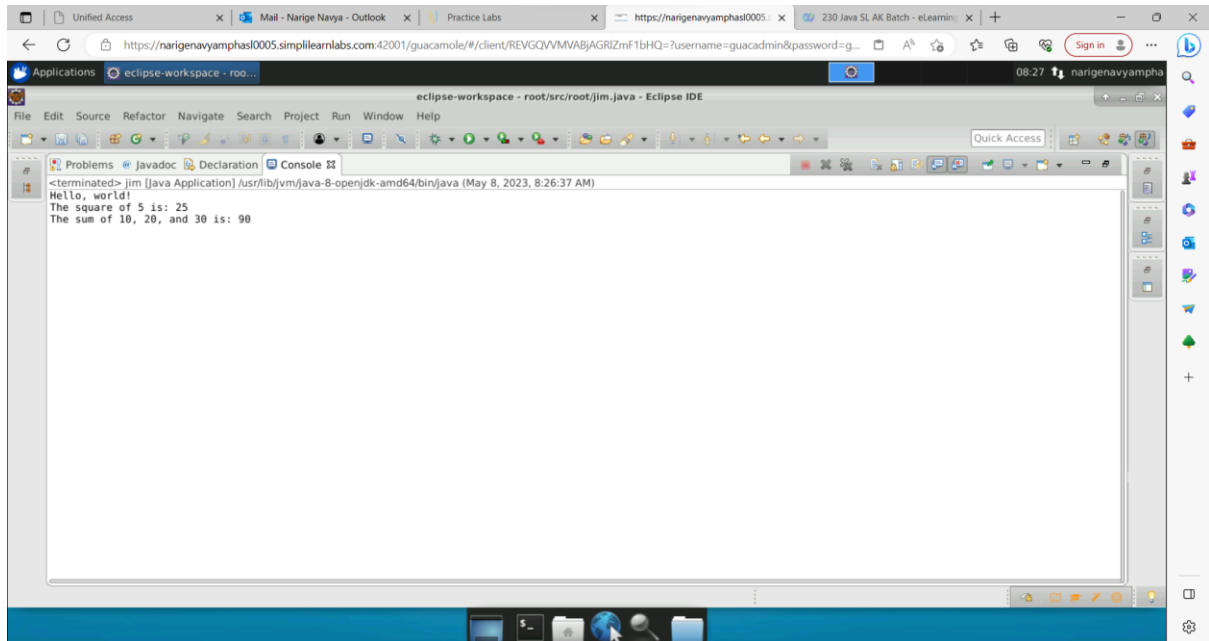 Unified Access
Mail - Narige Navya - Outlook
Practice Labs
https://narigenavyamphasl0005.s
230 Java SL AK Batch - eLearning
https://narigenavyamphasl0005.simplilearnlabs.com:42001/guacamole/#/client/REVGQVVMVABjAGRlZmF1bHQ=?username=guacadmin&password=g...
Sign in
Applications
eclipse-workspace - roo...
08:27
narigenavyampha
eclipse-workspace - root/src/root/jim.java - Eclipse IDE
File Edit Source Refactor Navigate Search Project Run Window Help
Quick Access
Problems @ Javadoc Declaration Console
<terminated> jim [Java Application] /usr/lib/jvm/java-8-openjdk-amd64/bin/java (May 8, 2023, 8:26:37 AM)
Hello, world!
The square of 5 is: 25
The sum of 10, 20, and 30 is: 90